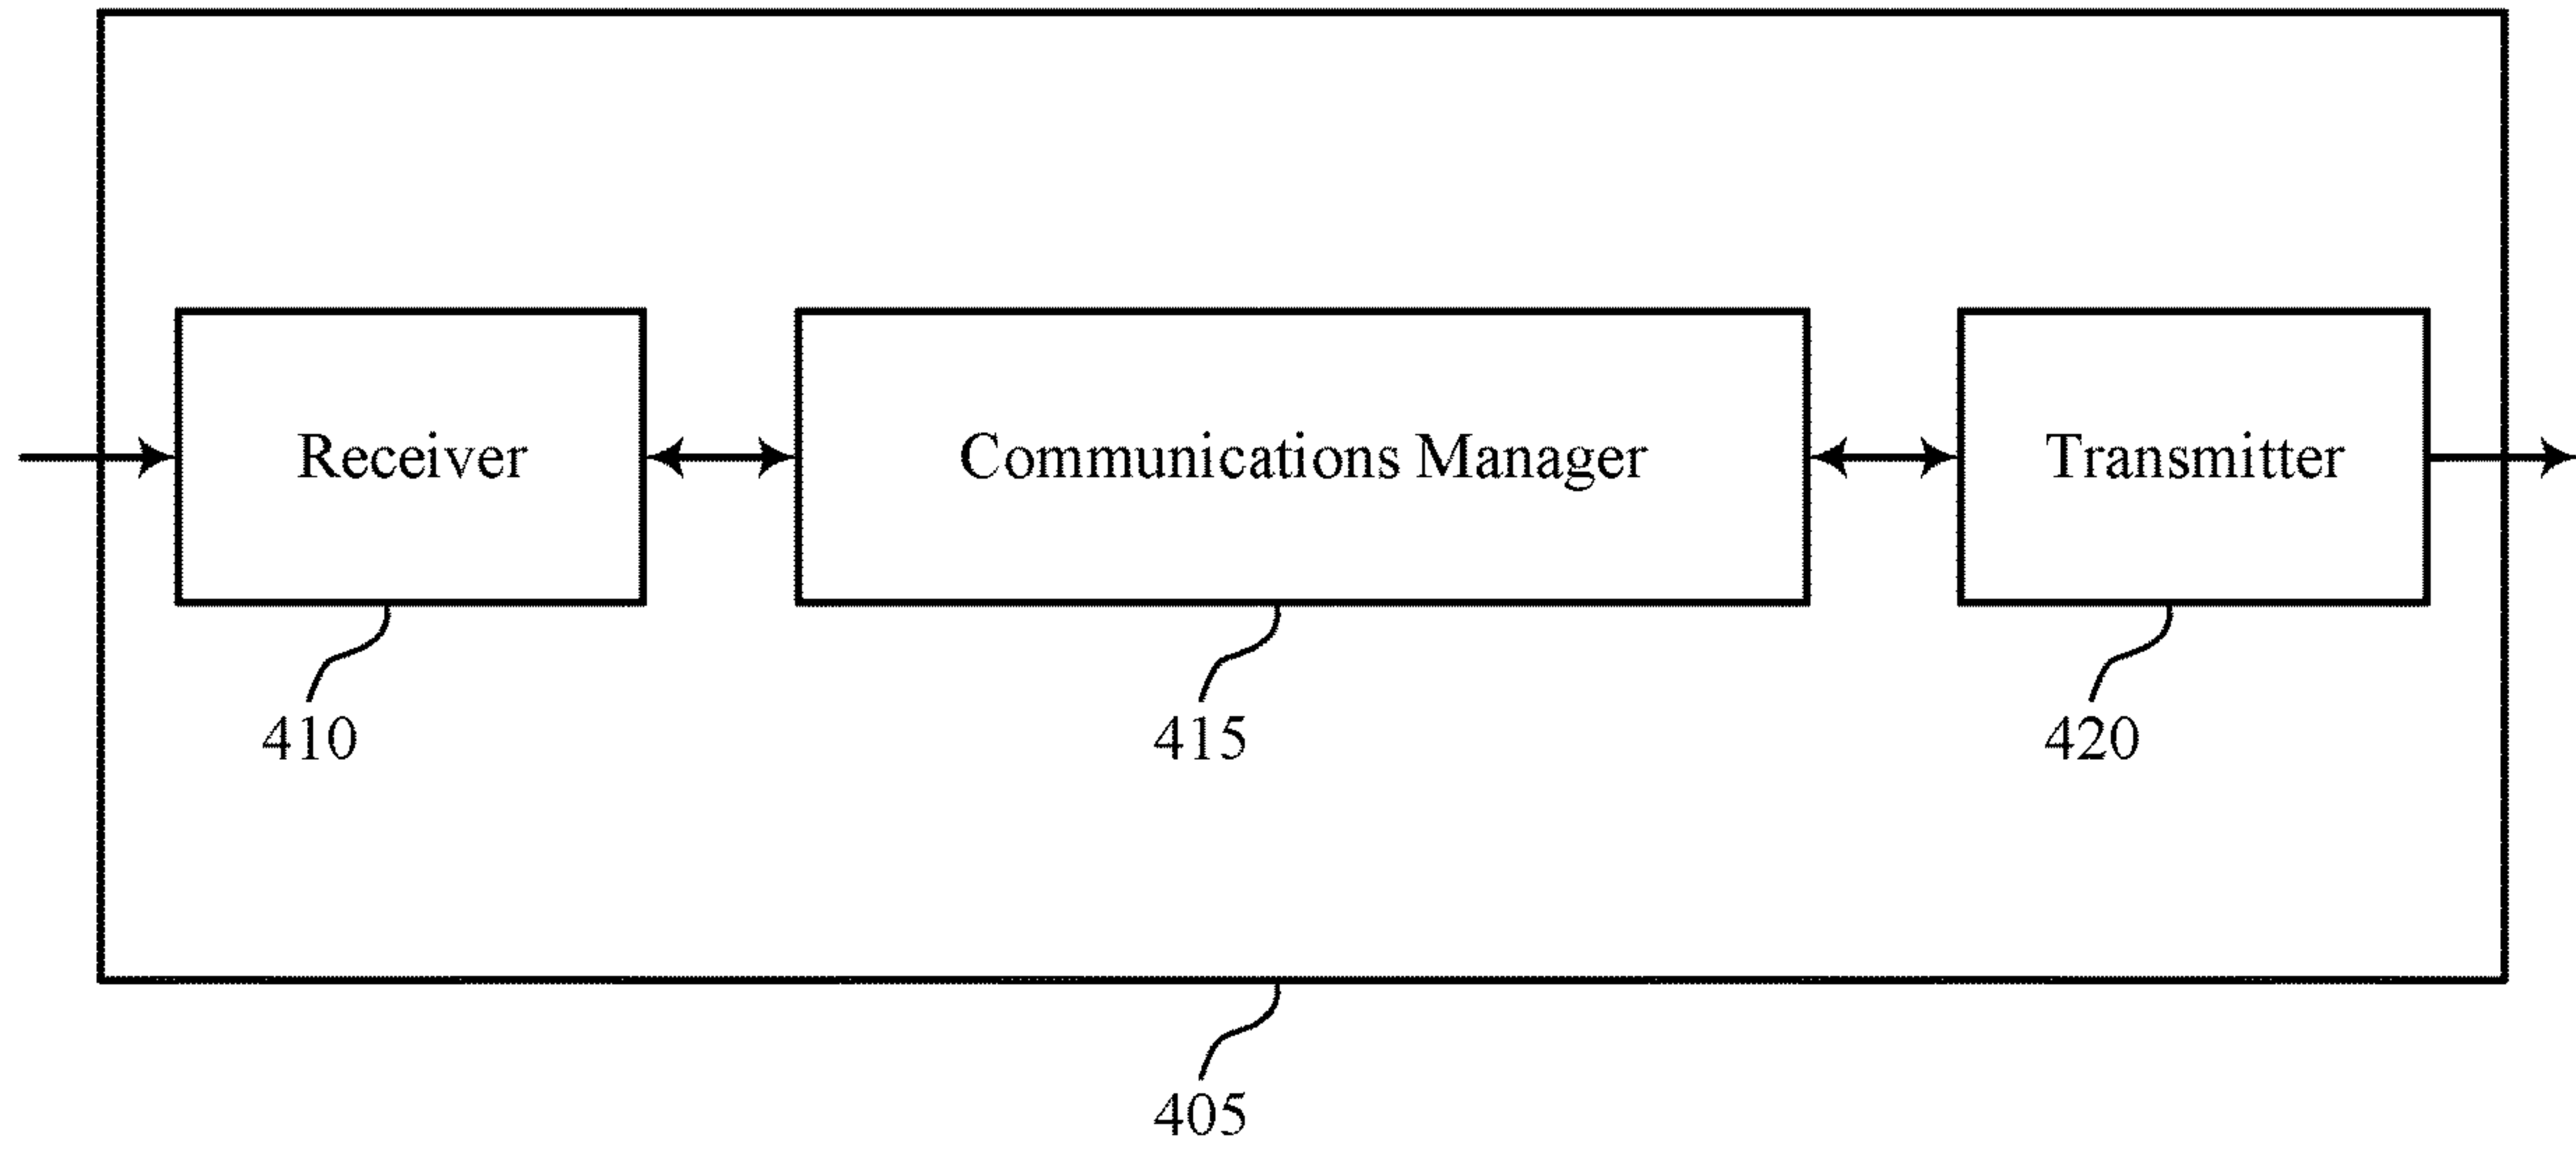 Receiver
Communications Manager
Transmitter
410
415
420
405